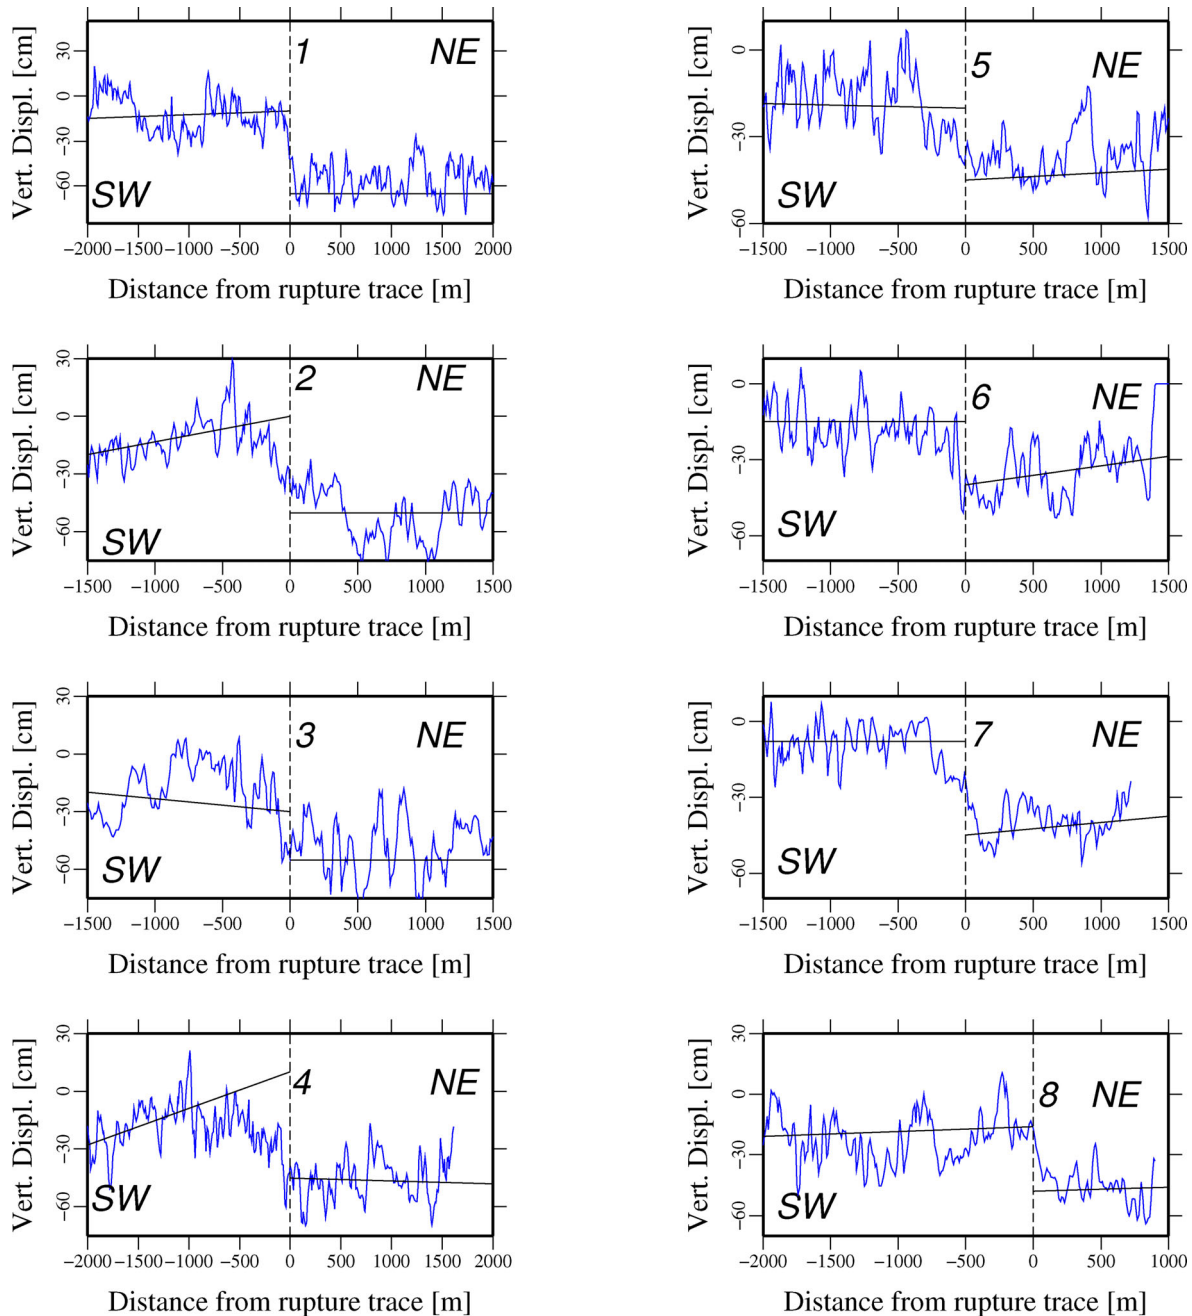 Vert. Displ. [cm]
30
0
−30
−60
1
NE
SW
−2000 −1500 −1000 −500 0 500 1000 1500 2000
Distance from rupture trace [m]
Vert. Displ. [cm]
30
0
−30
−60
2
NE
SW
−1500 −1000 −500 0 500 1000 1500
Distance from rupture trace [m]
Vert. Displ. [cm]
30
0
−30
−60
3
NE
SW
−1500 −1000 −500 0 500 1000 1500
Distance from rupture trace [m]
Vert. Displ. [cm]
30
0
−30
−60
4
NE
SW
−2000 −1500 −1000 −500 0 500 1000 1500 2000
Distance from rupture trace [m]
Vert. Displ. [cm]
0
−30
−60
5
NE
SW
−1500 −1000 −500 0 500 1000 1500
Distance from rupture trace [m]
Vert. Displ. [cm]
0
−30
−60
6
NE
SW
−1500 −1000 −500 0 500 1000 1500
Distance from rupture trace [m]
Vert. Displ. [cm]
0
−30
−60
7
NE
SW
−1500 −1000 −500 0 500 1000 1500
Distance from rupture trace [m]
Vert. Displ. [cm]
30
0
−30
−60
8
NE
SW
−2000 −1500 −1000 −500 0 500 1000
Distance from rupture trace [m]